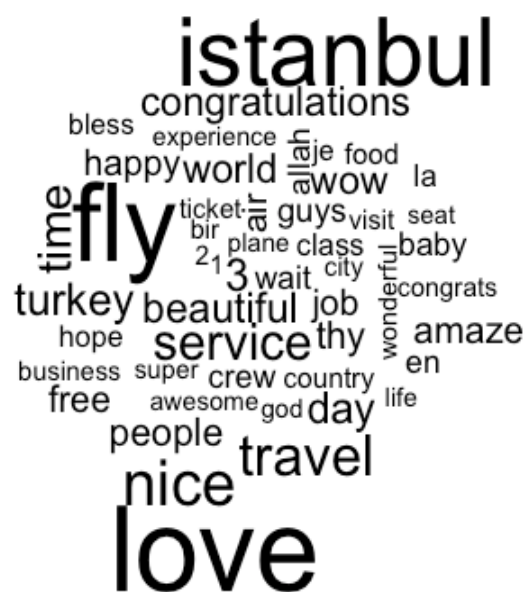 istanbul
congratulations
bless
experience
allah
je
food
happy
world
wow
la
time
fly
ticket
air
guys
visit
seat
bir
plane
class
baby
2
1
3
wait
city
wonderful
congrats
turkey
beautiful
job
hope
service
thy
amaze
en
business
super
crew
country
free
awesome
god
day
life
people
travel
nice
love